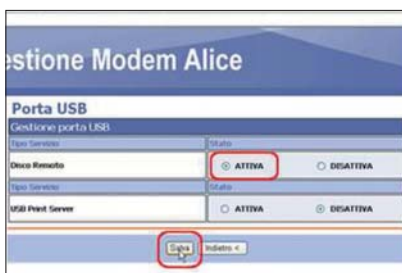 estione Modem Alice
Porta USB
Gestione porta USB
Tipo Servizio Stato
Disco Remoto ATTIVA DISATTIVA
Tipo Servizio Stato
USB Print Server ATTIVA DISATTIVA
Salva Indietro <